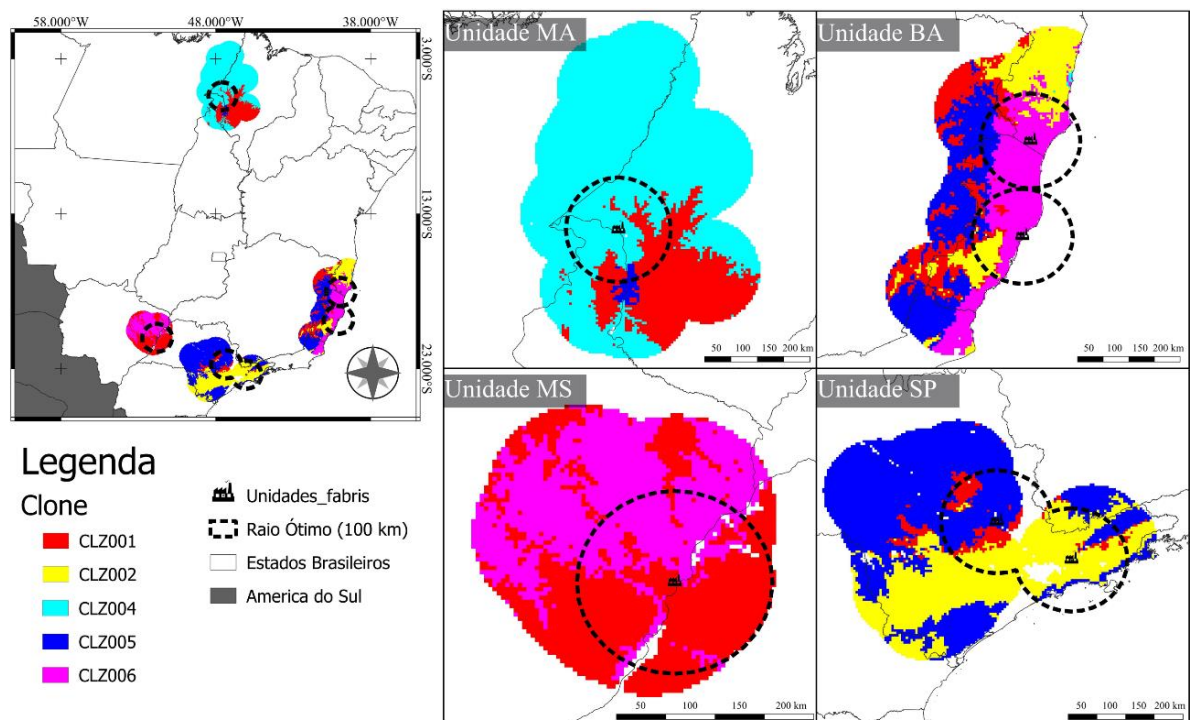 58.000°W
48.000°W
38.000°W
3.000°S
13.000°S
23.000°S
Unidade MA
50 100 150 200 km
Unidade BA
50 100 150 200 km
Unidade MS
50 100 150 200 km
Unidade SP
50 100 150 200 km
Legenda
Clone
CLZ001
CLZ002
CLZ004
CLZ005
CLZ006
Unidades_fabris
Raio Ótimo (100 km)
Estados Brasileiros
America do Sul